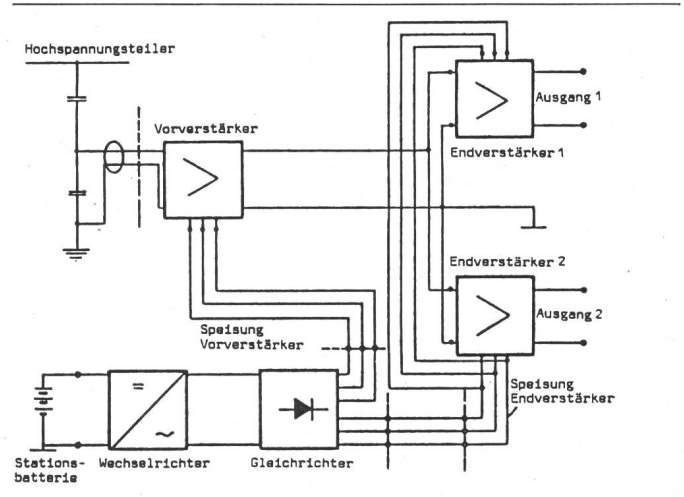 Hochspannungsteiler
Vorverstärker
Ausgang 1
Endverstärker 1
Endverstärker 2
Ausgang 2
Speisung
Vorverstärker
Speisung
Endverstärker
=
~
Stations-
batterie
Wechselrichter
Gleichrichter